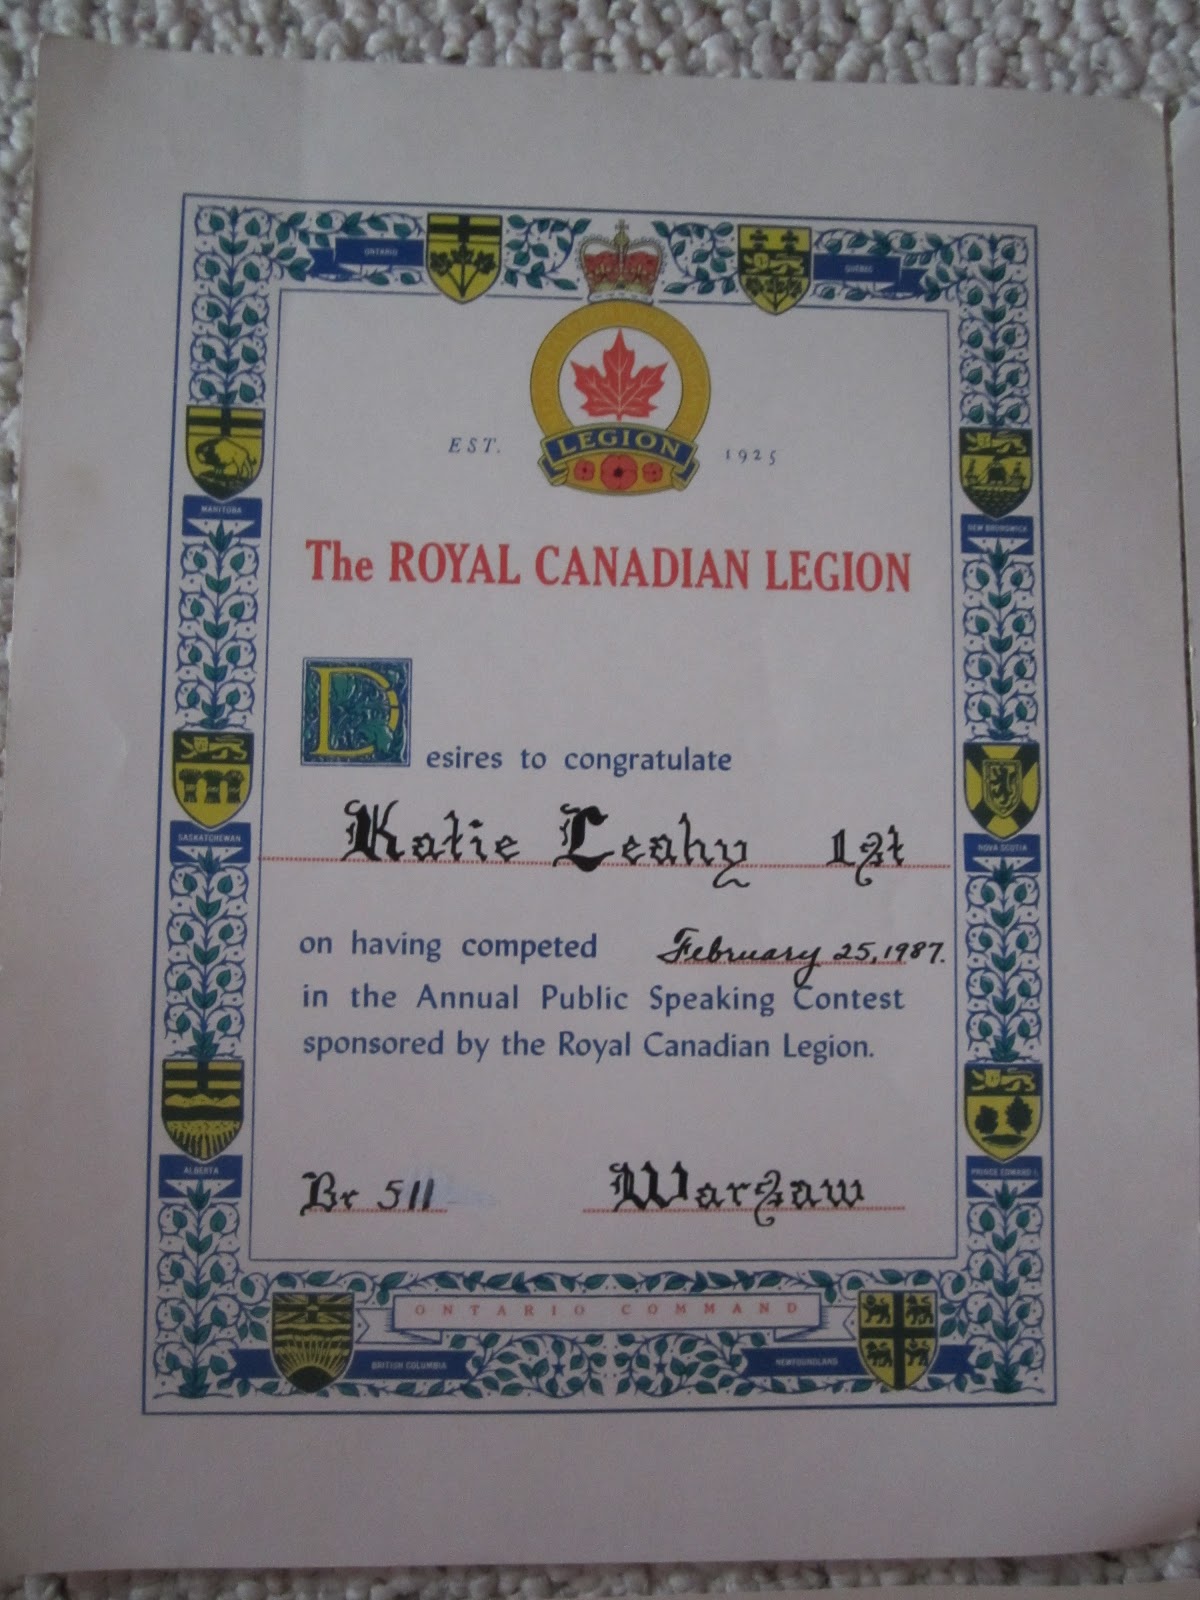 ONTARIO
QUEBEC
LEGION
EST. 1925
MANITOBA
NEW BRUNSWICK
The ROYAL CANADIAN LEGION
Desires to congratulate
SASKATCHEWAN
NOVA SCOTIA
Katie Leahy 1st
on having competed February 25, 1987.
in the Annual Public Speaking Contest
sponsored by the Royal Canadian Legion.
ALBERTA
PRINCE EDWARD I.
Br 511 Warsaw
ONTARIO COMMAND
BRITISH COLUMBIA
NEWFOUNDLAND